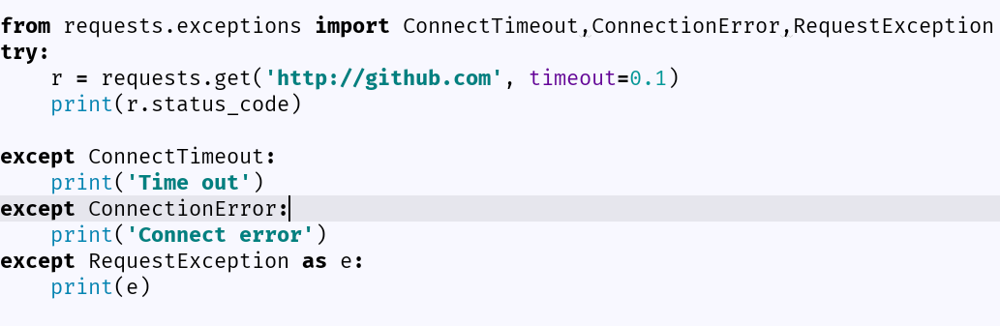 from requests.exceptions import ConnectTimeout,ConnectionError,RequestException
try:
    r = requests.get('http://github.com', timeout=0.1)
    print(r.status_code)

except ConnectTimeout:
    print('Time out')
except ConnectionError:
    print('Connect error')
except RequestException as e:
    print(e)